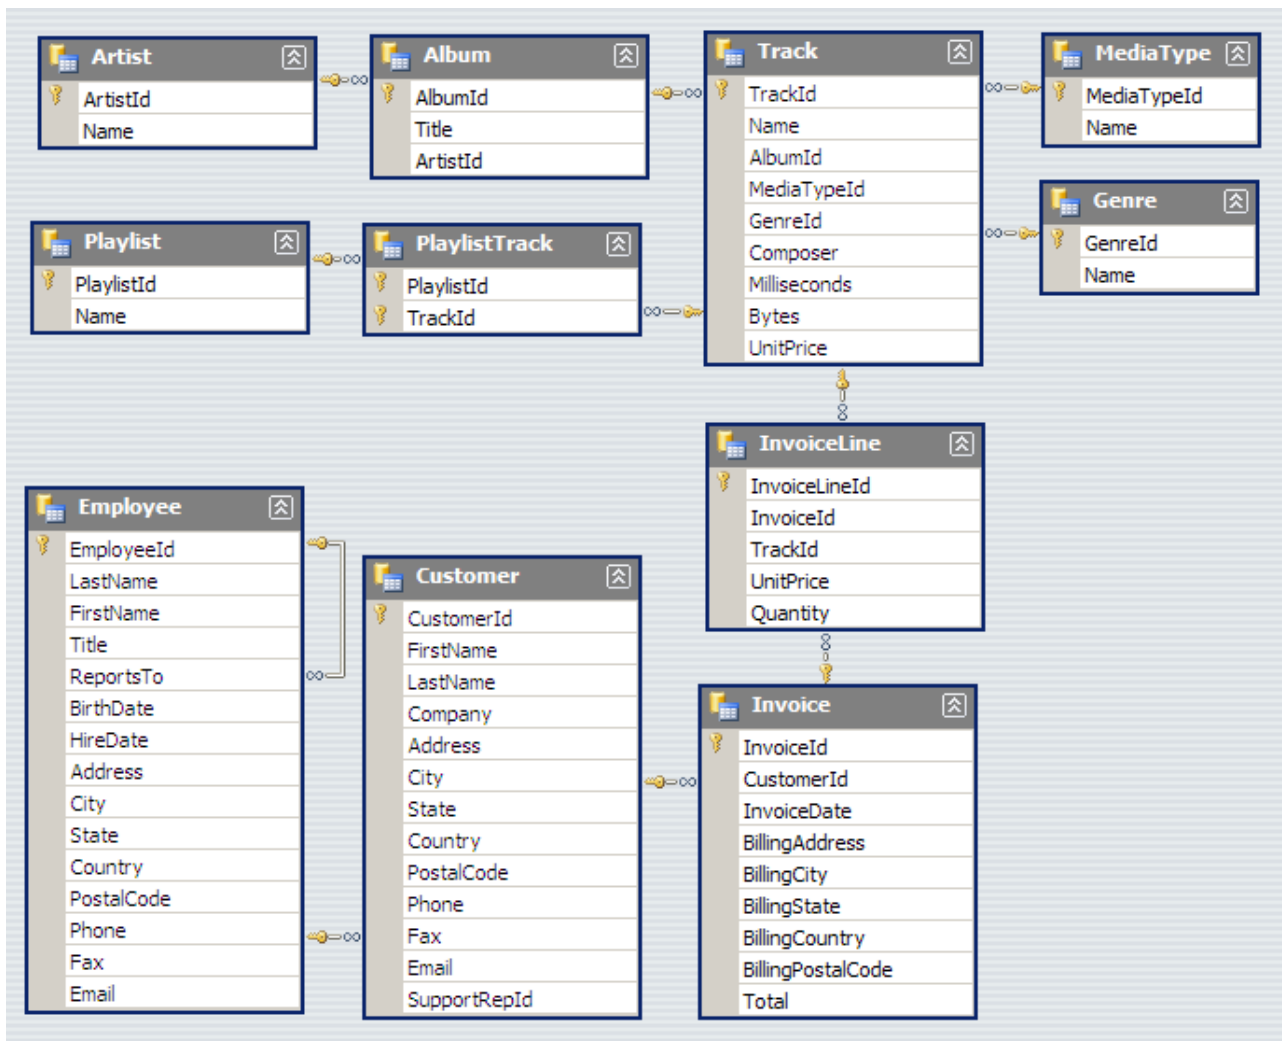 Artist
ArtistId
Name
Album
AlbumId
Title
ArtistId
Track
TrackId
Name
AlbumId
MediaTypeId
GenreId
Composer
Milliseconds
Bytes
UnitPrice
MediaType
MediaTypeId
Name
Genre
GenreId
Name
Playlist
PlaylistId
Name
PlaylistTrack
PlaylistId
TrackId
InvoiceLine
InvoiceLineId
InvoiceId
TrackId
UnitPrice
Quantity
Employee
EmployeeId
LastName
FirstName
Title
ReportsTo
BirthDate
HireDate
Address
City
State
Country
PostalCode
Phone
Fax
Email
Customer
CustomerId
FirstName
LastName
Company
Address
City
State
Country
PostalCode
Phone
Fax
Email
SupportRepId
Invoice
InvoiceId
CustomerId
InvoiceDate
BillingAddress
BillingCity
BillingState
BillingCountry
BillingPostalCode
Total